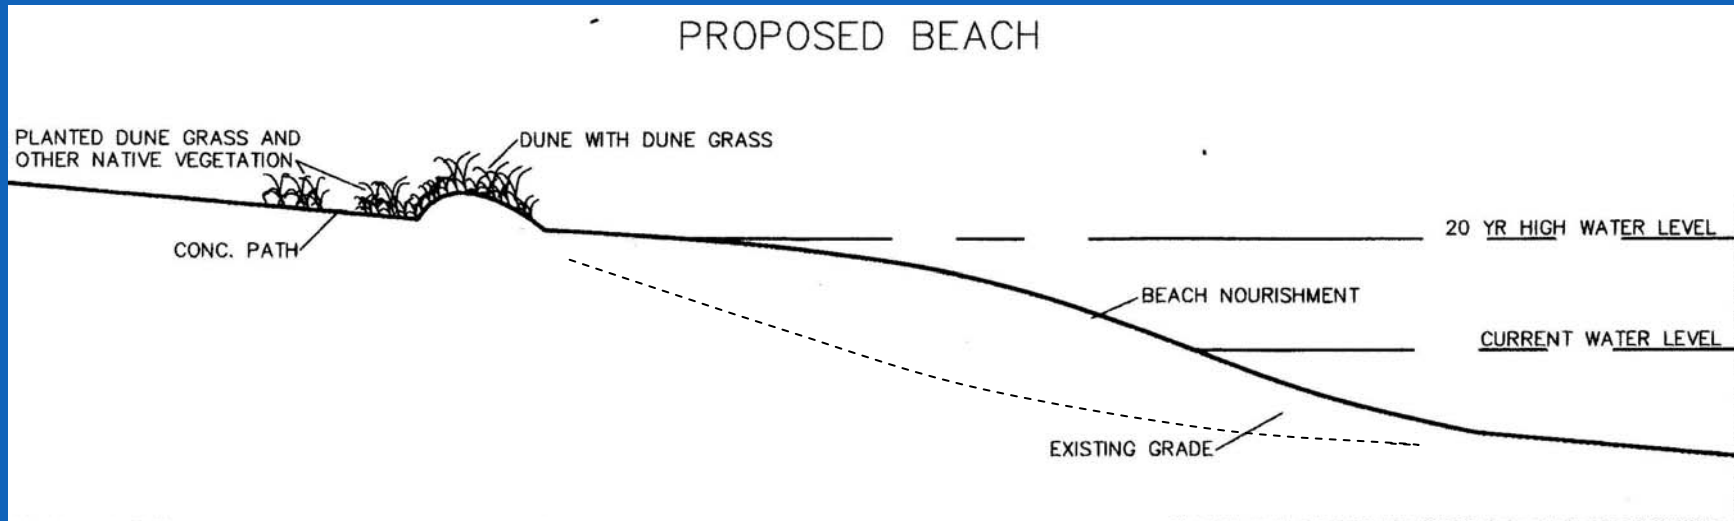 PROPOSED BEACH
PLANTED DUNE GRASS AND
OTHER NATIVE VEGETATION
DUNE WITH DUNE GRASS
CONC. PATH
20 YR HIGH WATER LEVEL
BEACH NOURISHMENT
CURRENT WATER LEVEL
EXISTING GRADE